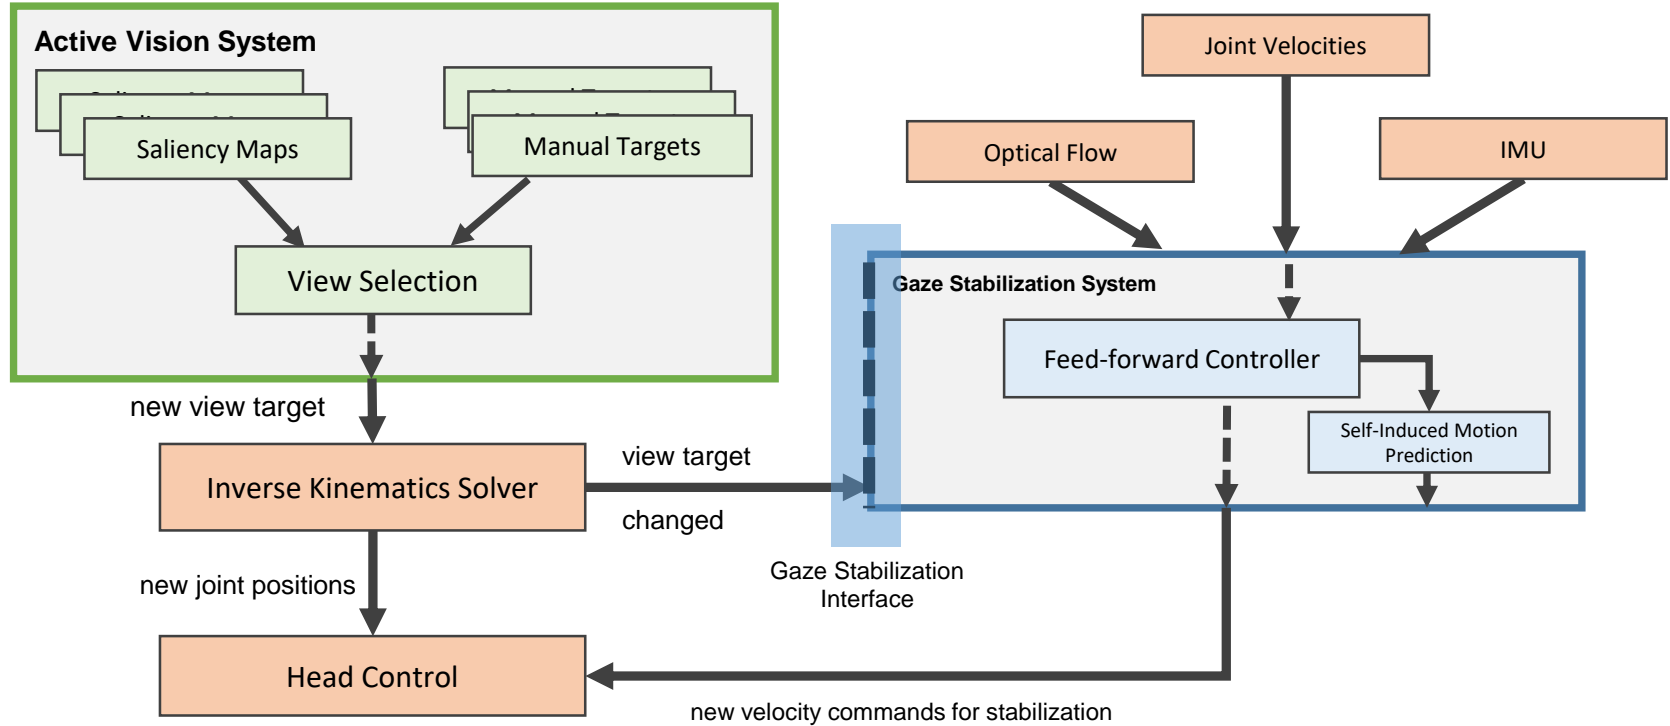 Active Vision System
Saliency Maps
Manual Targets
View Selection
new view target
Inverse Kinematics Solver
view target
changed
new joint positions
Head Control
Joint Velocities
Optical Flow
IMU
Gaze Stabilization System
Feed-forward Controller
Self-Induced Motion
Prediction
Gaze Stabilization
Interface
new velocity commands for stabilization